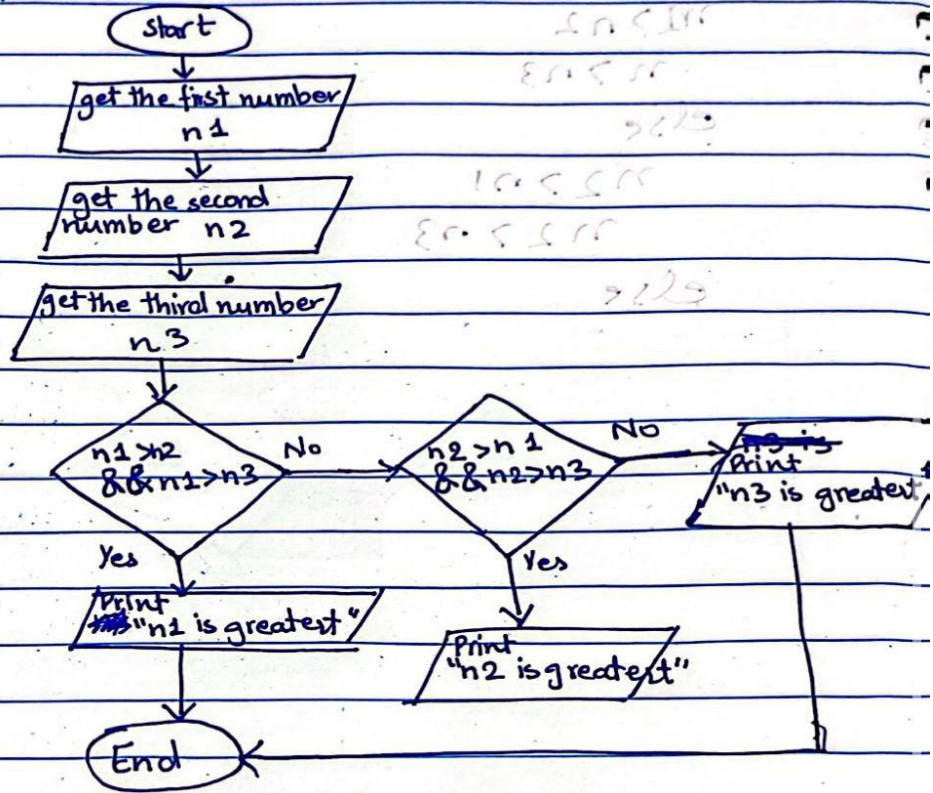 start
get the first number
n1
get the second
number n2
get the third number
n3
n1>n2
&&n1>n3
No
n2>n1
&&n2>n3
No
Print
"n3 is greatest
Yes
Print
"n1 is greatest"
Yes
Print
"n2 is greatest"
End